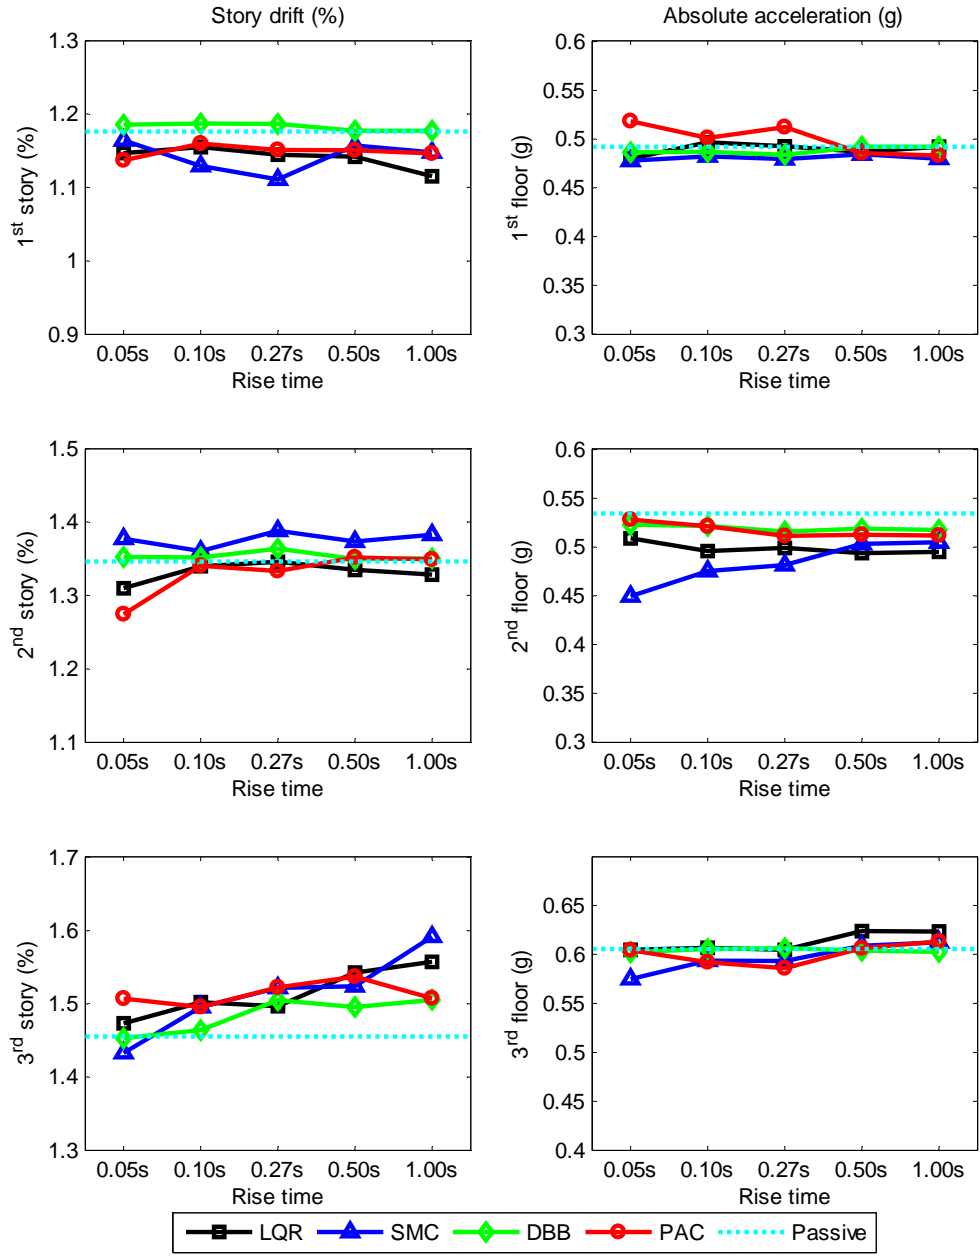 Story drift (%)
Absolute acceleration (g)
1.3
1.2
1.1
1
0.9
1st story (%)
0.05s 0.10s 0.27s 0.50s 1.00s
Rise time
0.6
0.55
0.5
0.45
0.4
0.35
0.3
1st floor (g)
0.05s 0.10s 0.27s 0.50s 1.00s
Rise time
1.5
1.4
1.3
1.2
1.1
2nd story (%)
0.05s 0.10s 0.27s 0.50s 1.00s
Rise time
0.6
0.55
0.5
0.45
0.4
0.35
0.3
2nd floor (g)
0.05s 0.10s 0.27s 0.50s 1.00s
Rise time
1.7
1.6
1.5
1.4
1.3
3rd story (%)
0.05s 0.10s 0.27s 0.50s 1.00s
Rise time
0.65
0.6
0.55
0.5
0.45
0.4
3rd floor (g)
0.05s 0.10s 0.27s 0.50s 1.00s
Rise time
LQR SMC DBB PAC Passive